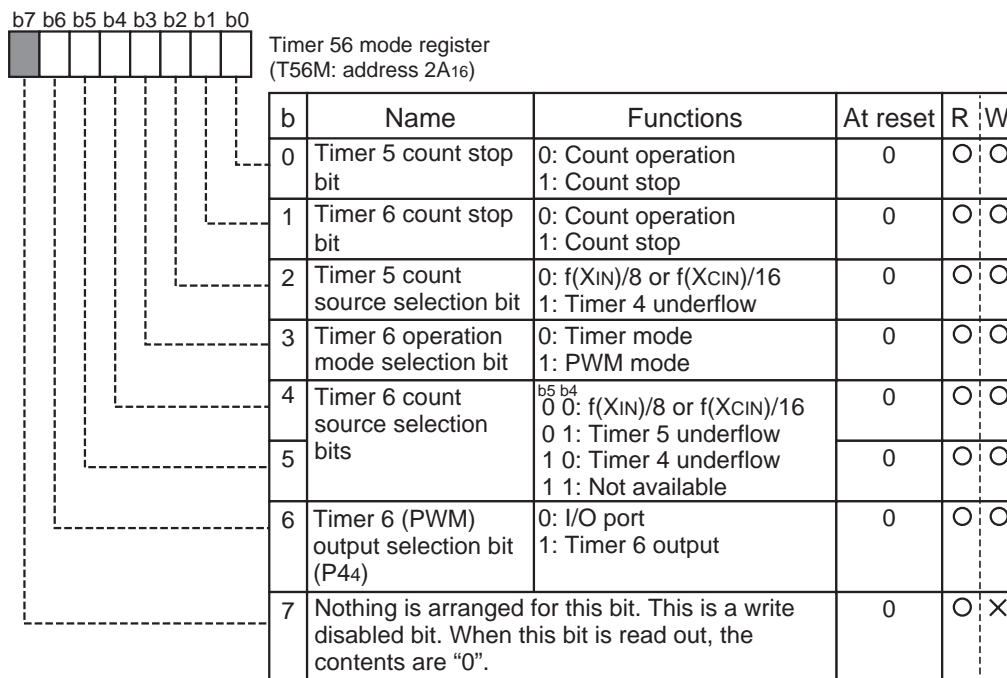 b7 b6 b5 b4 b3 b2 b1 b0
Timer 56 mode register
(T56M: address 2A16)
b Name Functions At reset R W
0 Timer 5 count stop bit 0: Count operation 0 O O
1: Count stop
1 Timer 6 count stop bit 0: Count operation 0 O O
1: Count stop
2 Timer 5 count source selection bit 0: f(XIN)/8 or f(XCIN)/16 0 O O
1: Timer 4 underflow
3 Timer 6 operation mode selection bit 0: Timer mode 0 O O
1: PWM mode
4 Timer 6 count source selection bits b5 b4 0 O O
0 0: f(XIN)/8 or f(XCIN)/16
0 1: Timer 5 underflow
5 1 0: Timer 4 underflow 0 O O
1 1: Not available
6 Timer 6 (PWM) output selection bit (P44) 0: I/O port 0 O O
1: Timer 6 output
7 Nothing is arranged for this bit. This is a write 0 O ×
disabled bit. When this bit is read out, the
contents are “0”.